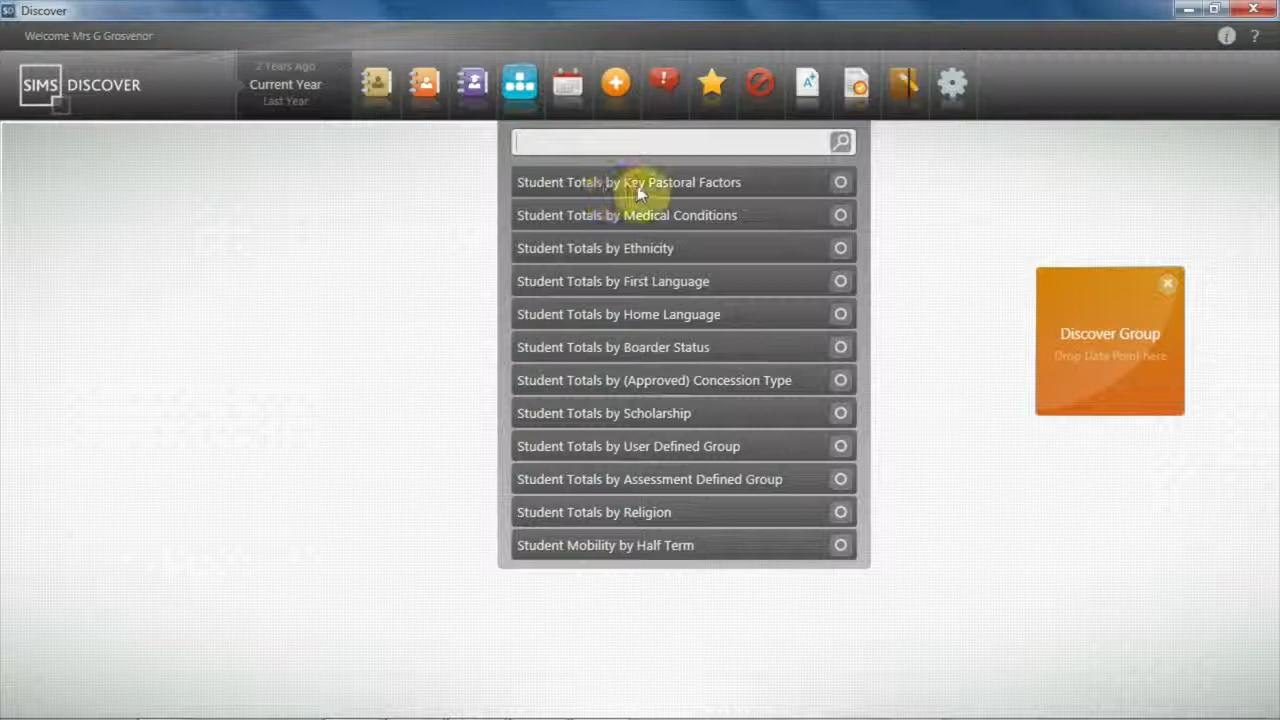 Discover
Welcome Mrs G Grosvenor
SIMS DISCOVER
2 Years Ago
Current Year
Last Year
Student Totals by Key Pastoral Factors
Student Totals by Medical Conditions
Student Totals by Ethnicity
Student Totals by First Language
Student Totals by Home Language
Student Totals by Boarder Status
Student Totals by (Approved) Concession Type
Student Totals by Scholarship
Student Totals by User Defined Group
Student Totals by Assessment Defined Group
Student Totals by Religion
Student Mobility by Half Term
Discover Group
Drop Data Point here